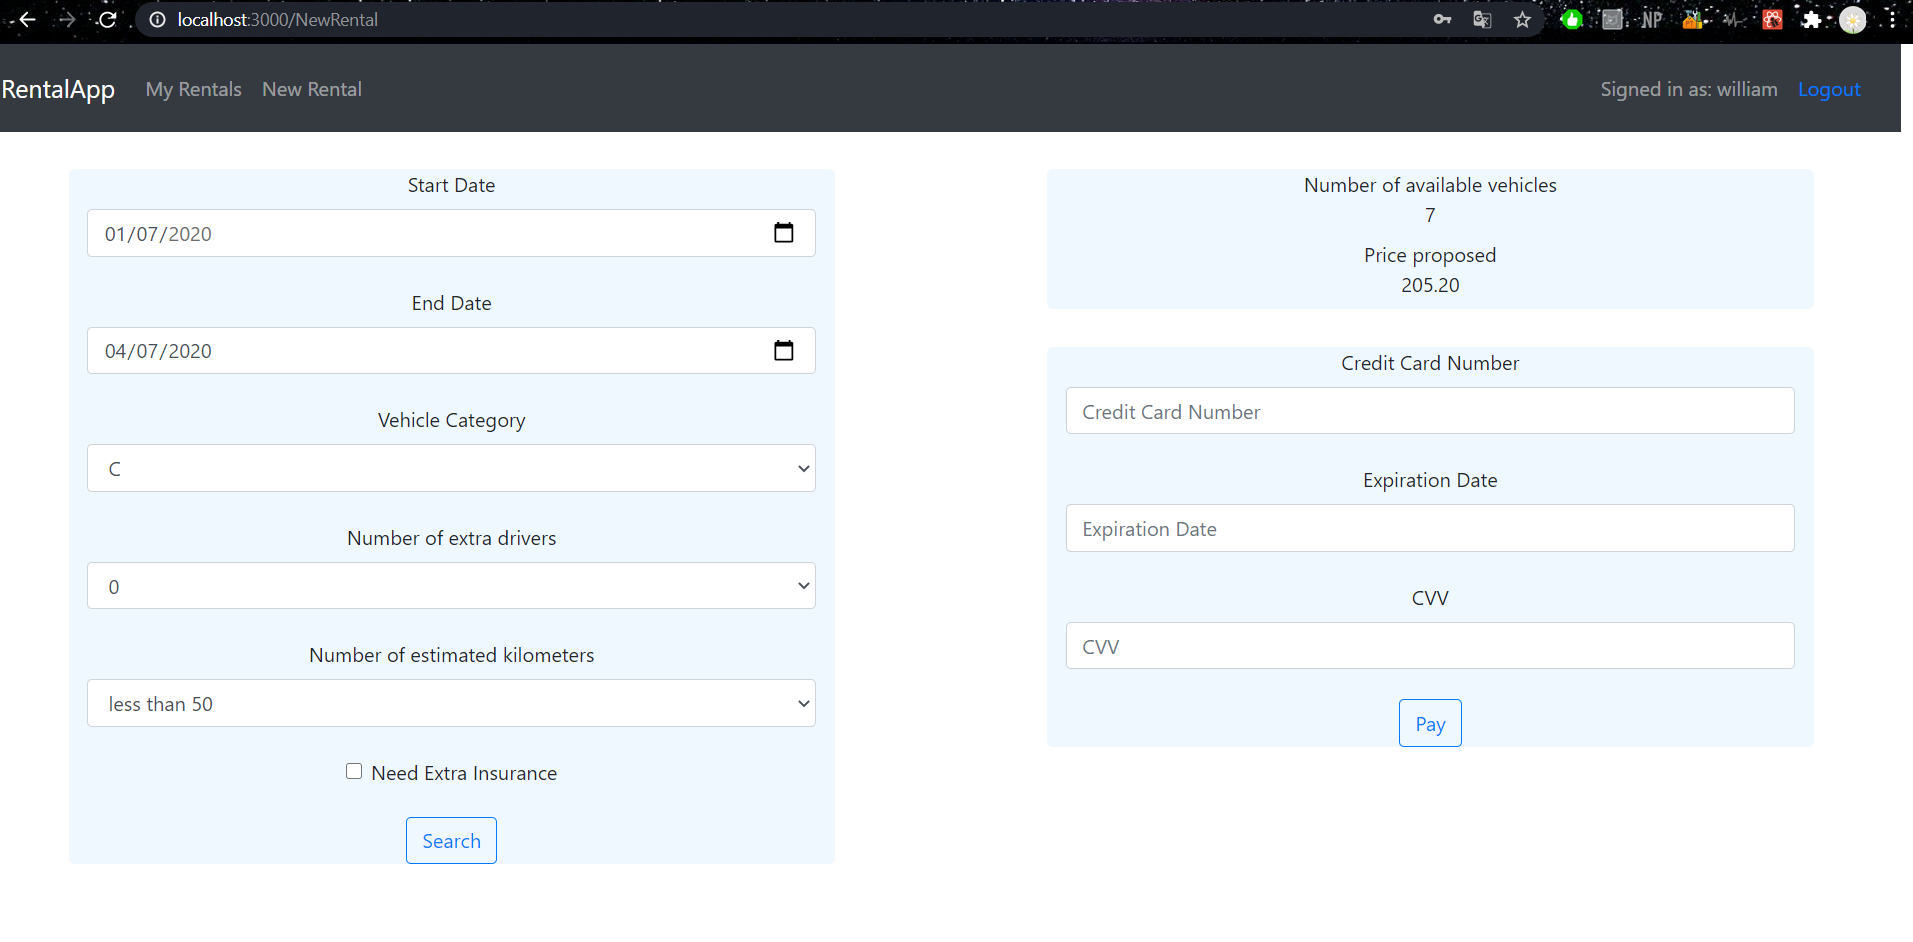 localhost:3000/NewRental
NP
RentalApp
My Rentals
New Rental
Signed in as: william
Logout
Start Date
01/07/2020
End Date
04/07/2020
Vehicle Category
C
Number of extra drivers
0
Number of estimated kilometers
less than 50
Need Extra Insurance
Search
Number of available vehicles
7
Price proposed
205.20
Credit Card Number
Credit Card Number
Expiration Date
Expiration Date
CVV
CVV
Pay